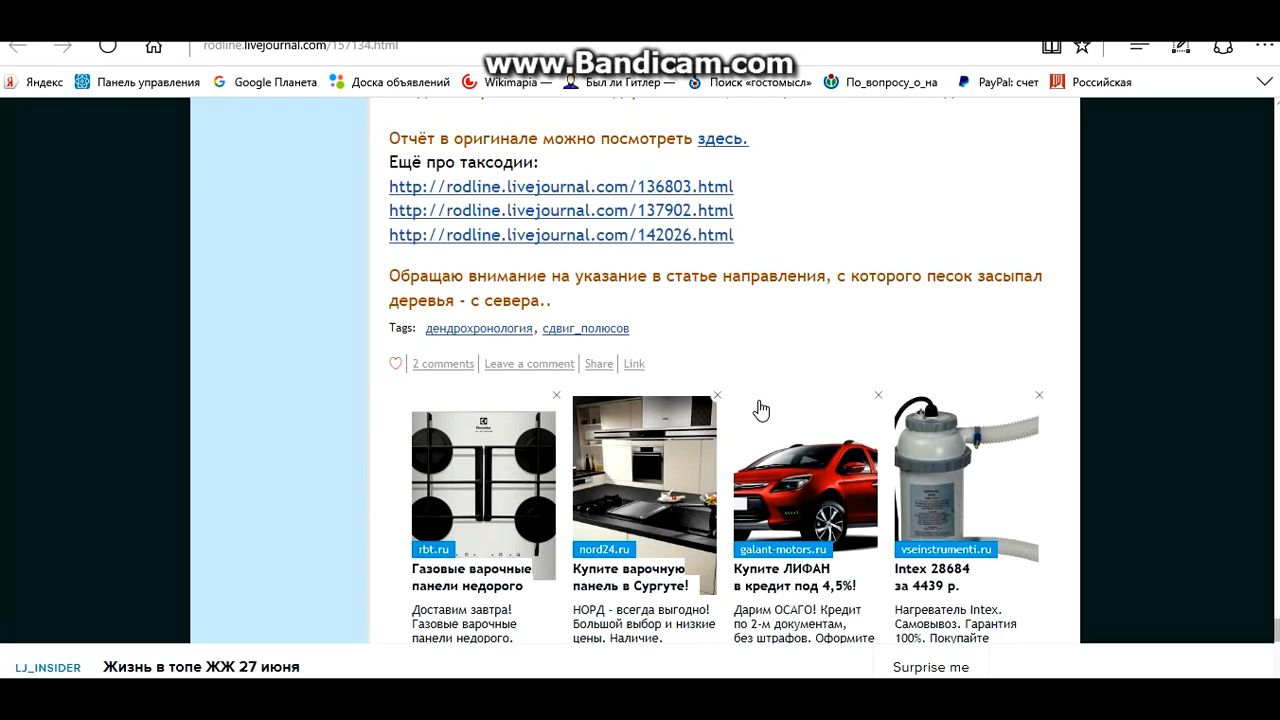 rodline.livejournal.com/157134.html
www.Bandicam.com
Яндекс Панель управления Google Планета Доска объявлений Wikimapia Был ли Гитлер — Поиск «гостомысл» По_вопросу_о_на PayPal: счет Российская
Отчёт в оригинале можно посмотреть здесь.
Ещё про таксодии:
http://rodline.livejournal.com/136803.html
http://rodline.livejournal.com/137902.html
http://rodline.livejournal.com/142026.html
Обращаю внимание на указание в статье направления, с которого песок засыпал
деревья - с севера..
Tags: дендрохронология, сдвиг_полюсов
2 comments Leave a comment Share Link
Electrolux
rbt.ru
Газовые варочные
панели недорого
Доставим завтра!
Газовые варочные
панели недорого.
nord24.ru
Купите варочную
панель в Сургуте!
НОРД - всегда выгодно!
Большой выбор и низкие
цены. Наличие.
galant-motors.ru
Купите ЛИФАН
в кредит под 4,5%!
Дарим ОСАГО! Кредит
по 2-м документам,
без штрафов. Оформите
vseinstrumenti.ru
Intex 28684
за 4439 р.
Нагреватель Intex.
Самовывоз. Гарантия
100%. Покупайте
LJ_INSIDER Жизнь в топе ЖЖ 27 июня Surprise me